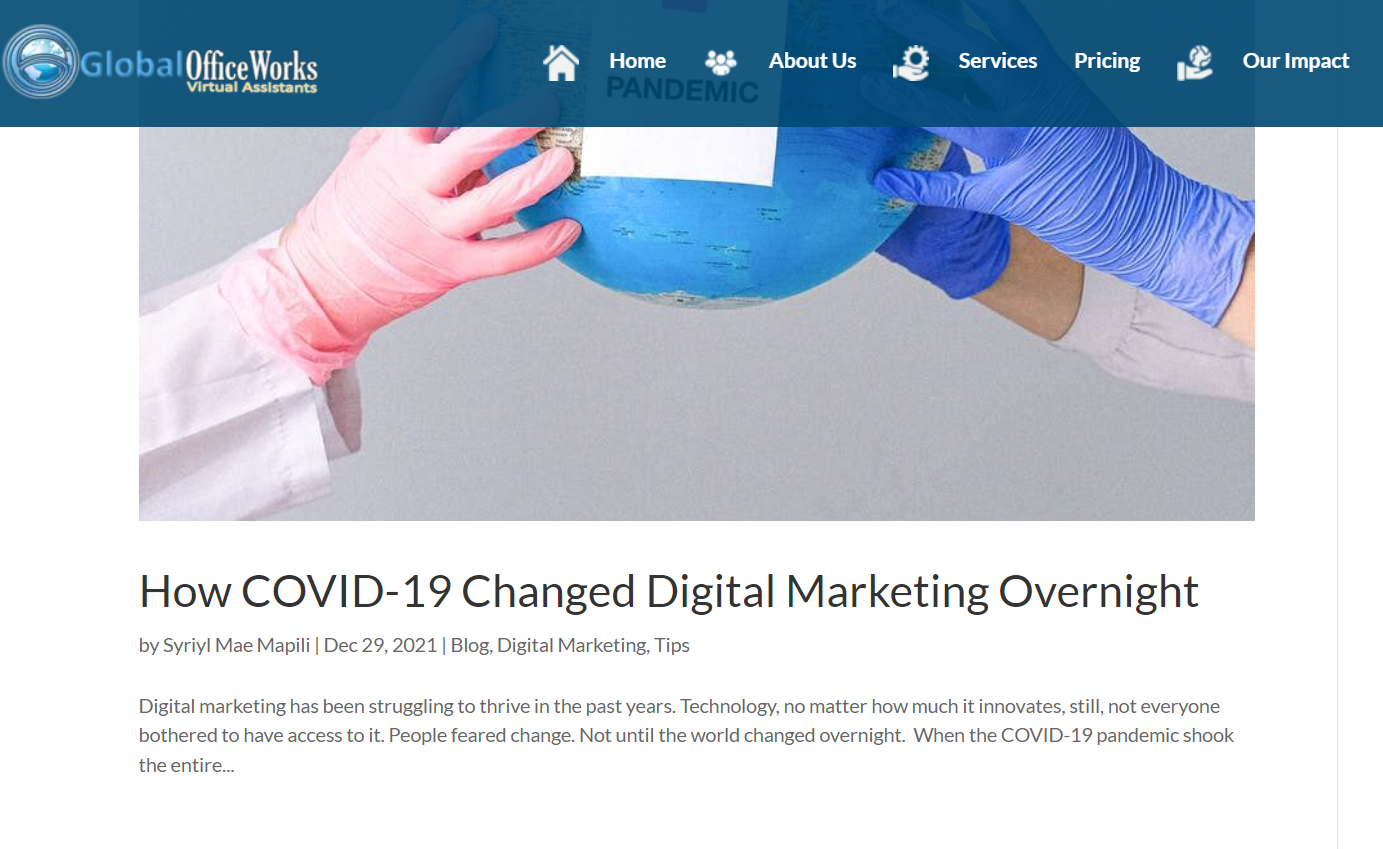 GlobalOfficeWorks
Virtual Assistants
Home About Us Services Pricing Our Impact
PANDEMIC
How COVID-19 Changed Digital Marketing Overnight
by Syriyl Mae Mapili | Dec 29, 2021 | Blog, Digital Marketing, Tips
Digital marketing has been struggling to thrive in the past years. Technology, no matter how much it innovates, still, not everyone
bothered to have access to it. People feared change. Not until the world changed overnight.  When the COVID-19 pandemic shook
the entire...